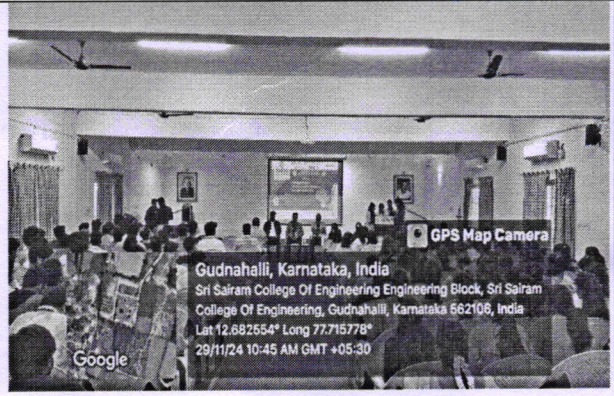 GPS Map Camera
Gudnahalli, Karnataka, India
Sri Sairam College Of Engineering Engineering Block, Sri Sairam
College Of Engineering, Gudnahalli, Karnataka 562106, India
Lat 12.682554° Long 77.715778°
29/11/24 10:45 AM GMT +05:30
Google